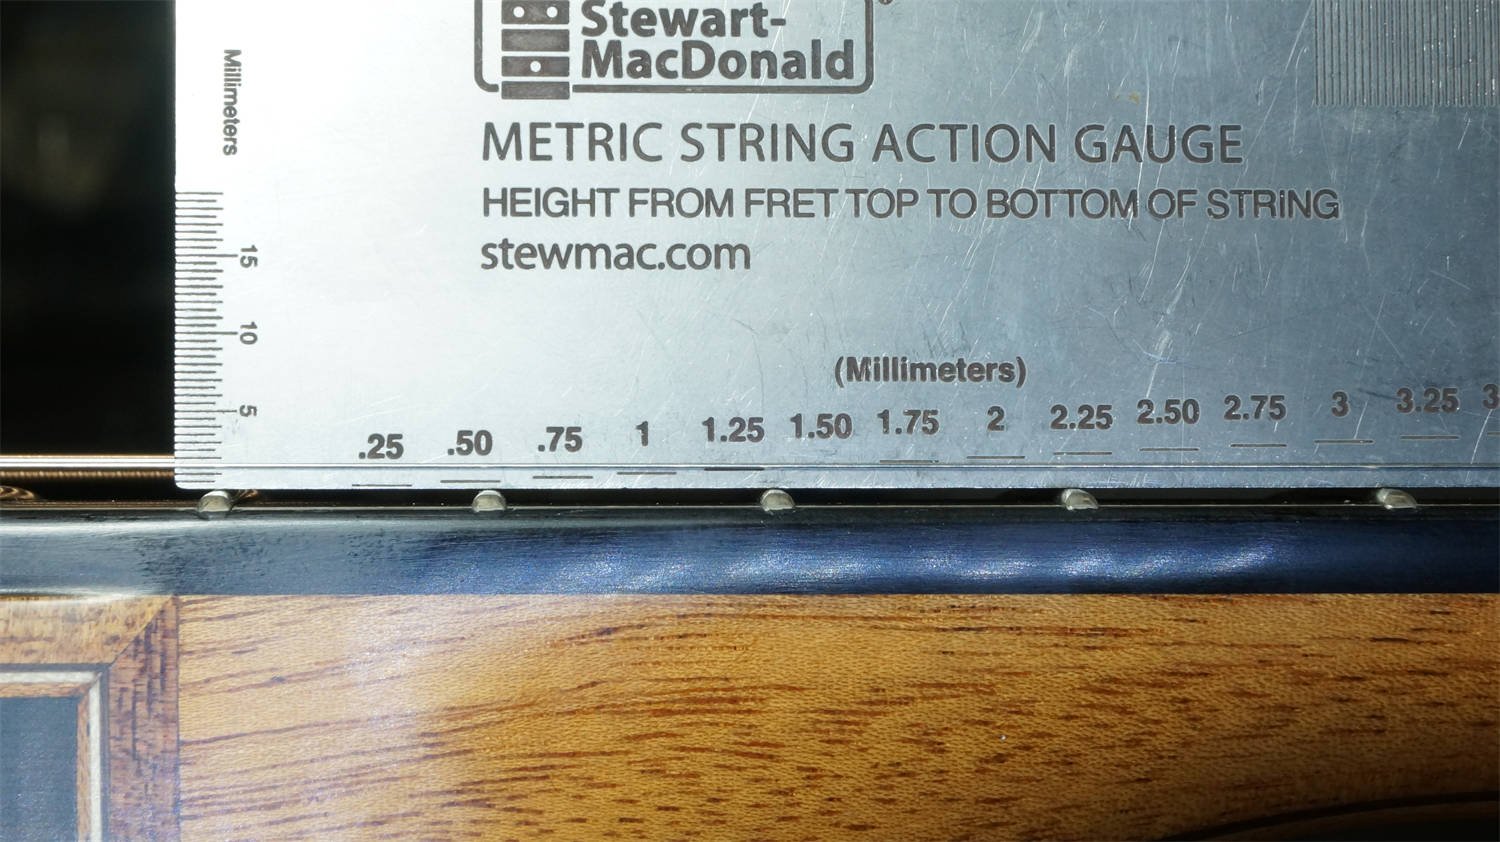 Stewart-
MacDonald
METRIC STRING ACTION GAUGE
HEIGHT FROM FRET TOP TO BOTTOM OF STRING
stewmac.com
Millimeters
15
10
5
(Millimeters)
.25 .50 .75 1 1.25 1.50 1.75 2 2.25 2.50 2.75 3 3.25